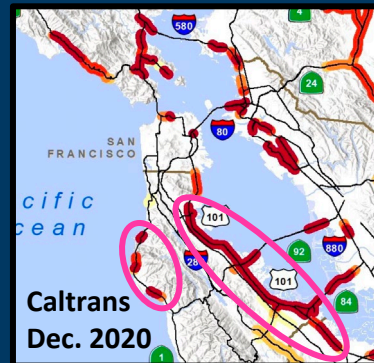 580
4
24
80
SAN
FRANCISCO
cific
cean
101
92
880
28
101
84
Caltrans
Dec. 2020
1